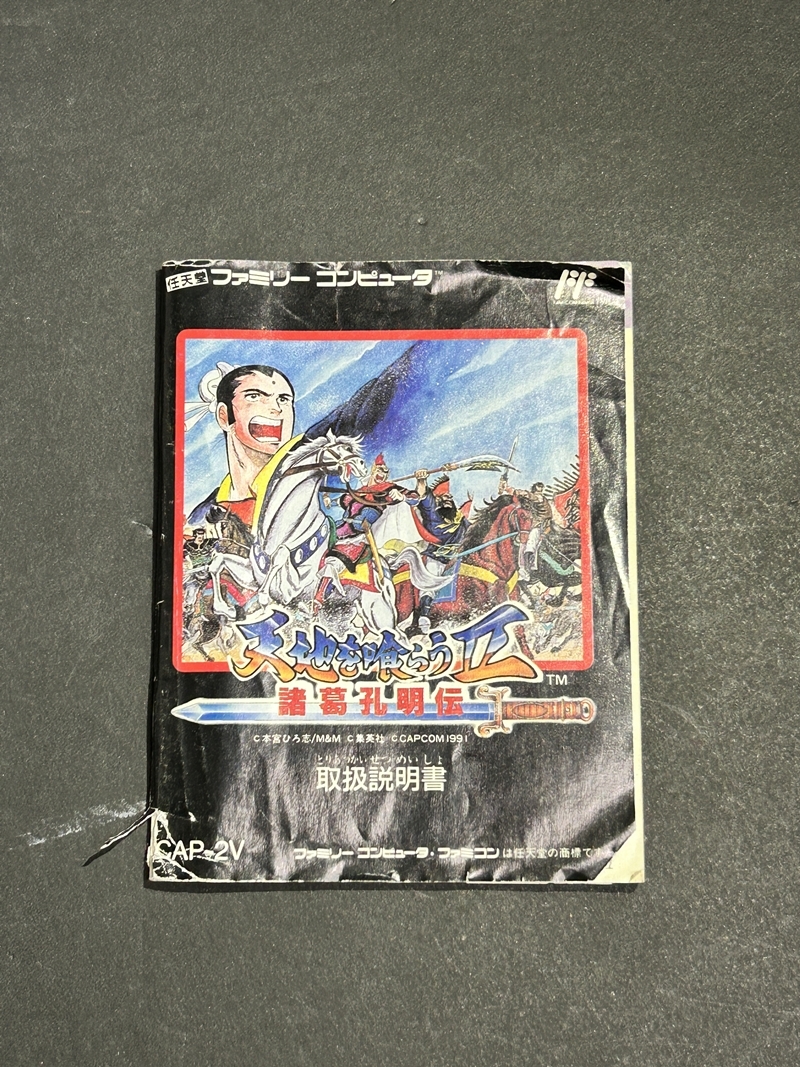 任天堂 ファミリー コンピュータ™
天地を喰らうII
TM
諸葛孔明伝
©本宮ひろ志/M&M ©集英社 ©CAPCOM1991
とりあつかいせつめいしょ
取扱説明書
CAP-2V
ファミリー コンピュータ・ファミコンは任天堂の商標です